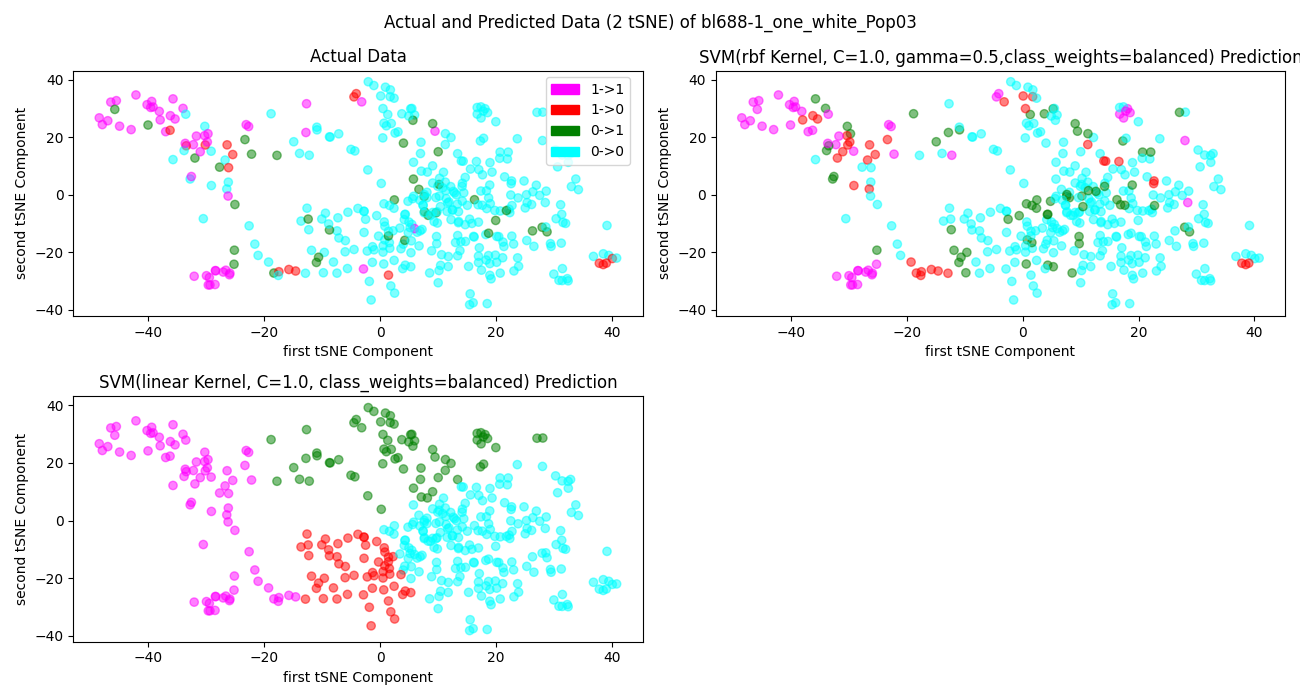 Actual and Predicted Data (2 tSNE) of bl688-1_one_white_Pop03
Actual Data
40
20
0
−20
−40
second tSNE Component
−40 −20 0 20 40
first tSNE Component
1->1
1->0
0->1
0->0
SVM(rbf Kernel, C=1.0, gamma=0.5,class_weights=balanced) Prediction
40
20
0
−20
−40
second tSNE Component
−40 −20 0 20 40
first tSNE Component
SVM(linear Kernel, C=1.0, class_weights=balanced) Prediction
40
20
0
−20
−40
second tSNE Component
−40 −20 0 20 40
first tSNE Component